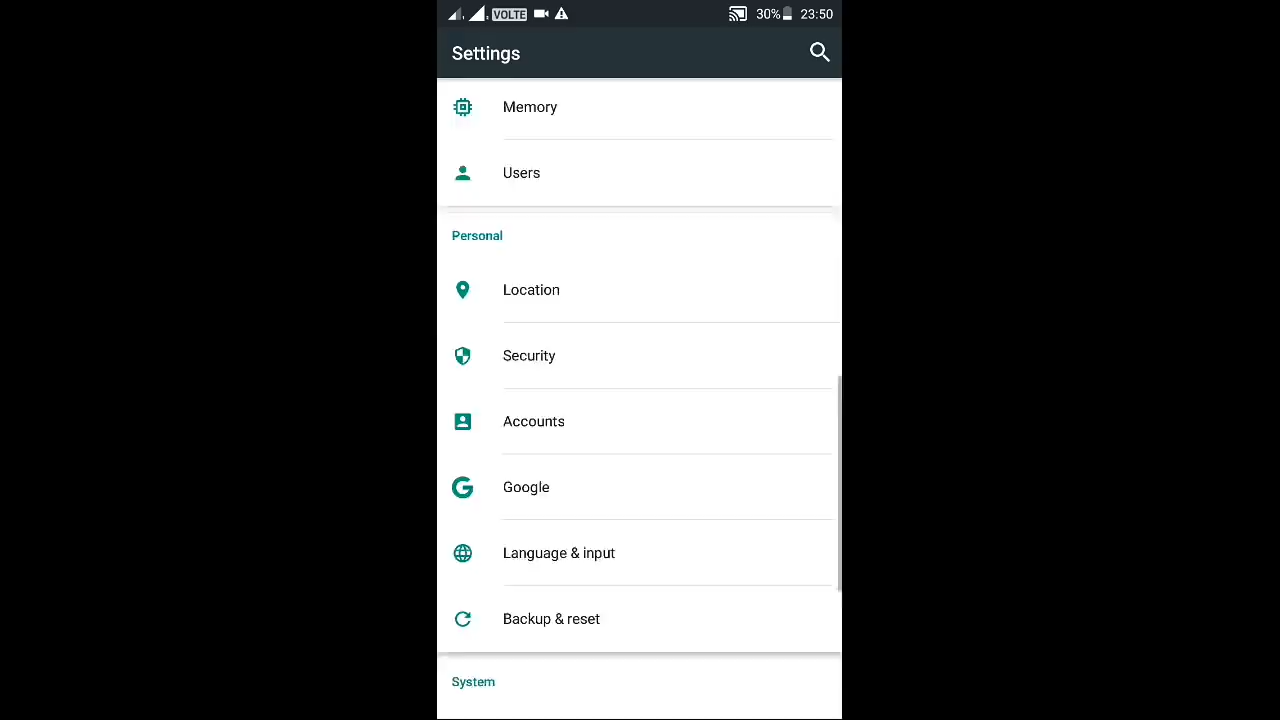 VOLTE 30% 23:50
Settings
Memory
Users
Personal
Location
Security
Accounts
Google
Language & input
Backup & reset
System